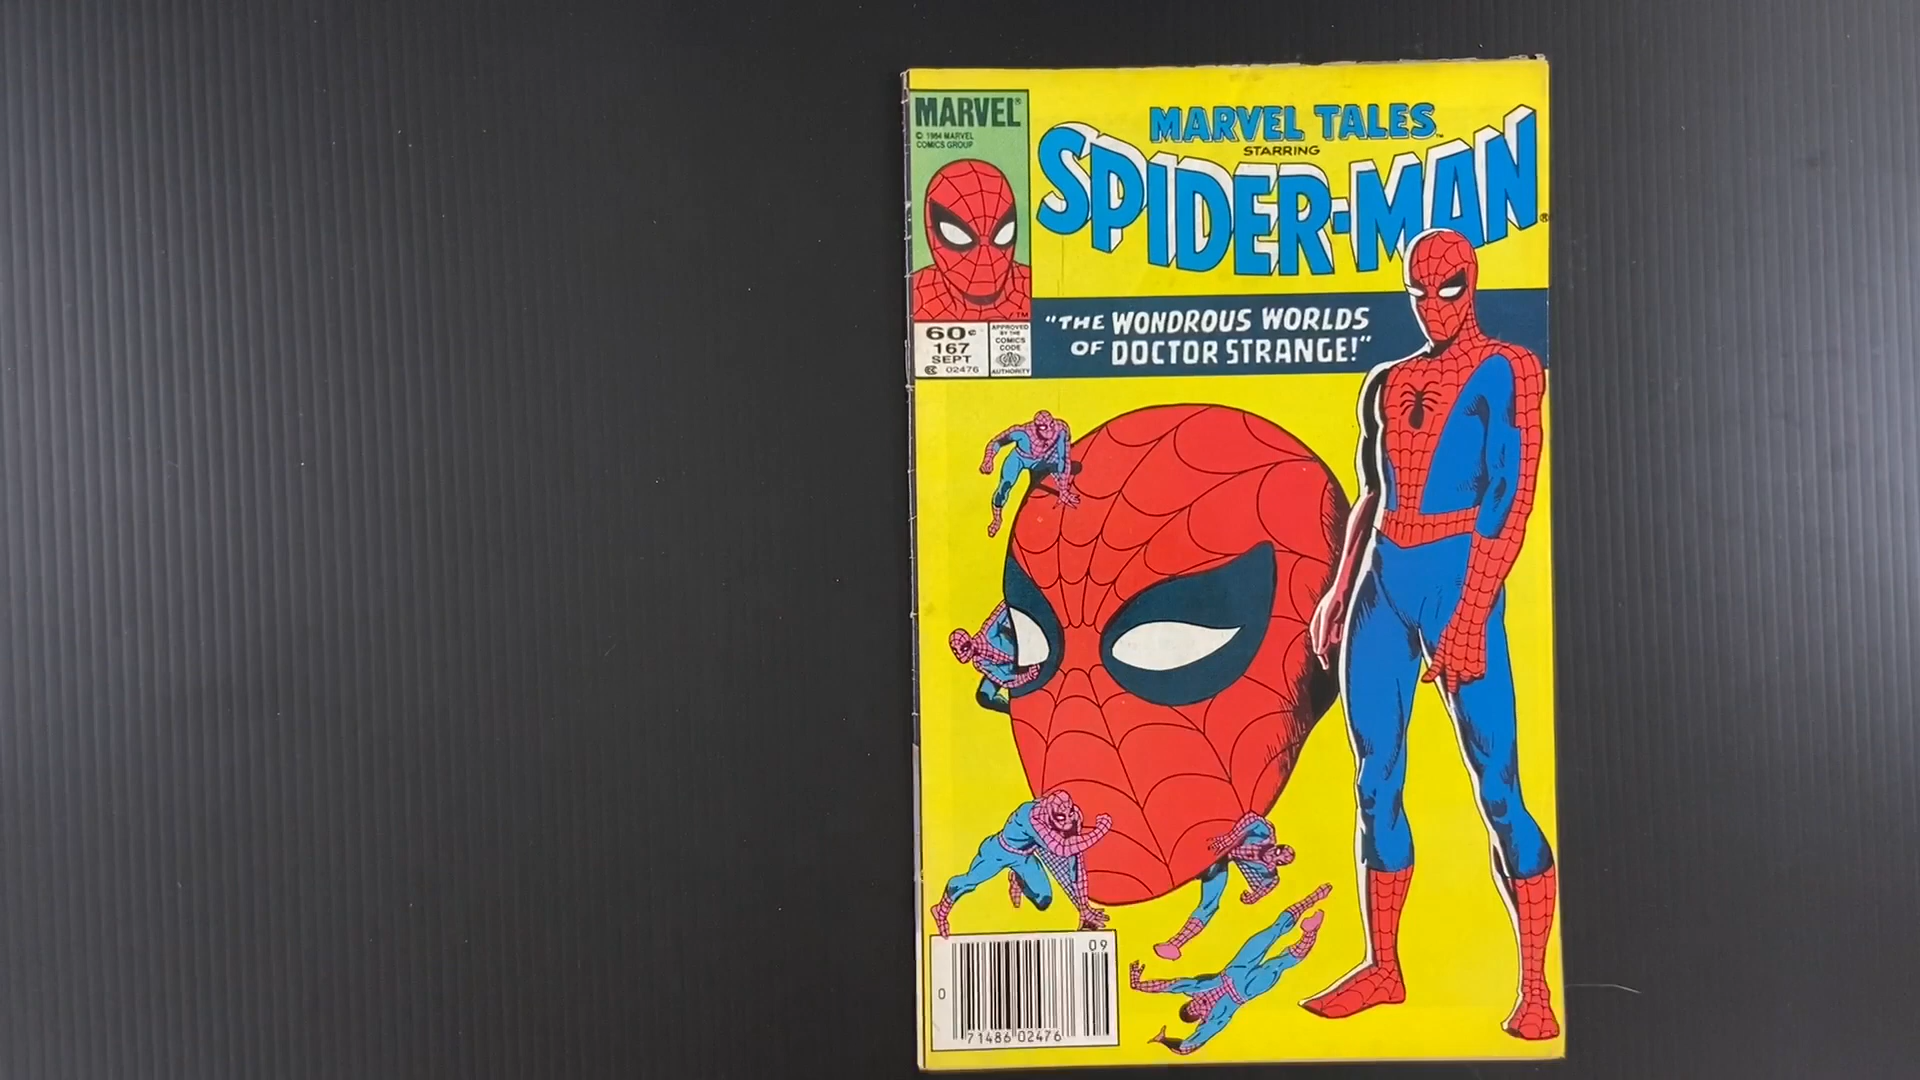 MARVEL®
© 1984 MARVEL
COMICS GROUP
MARVEL TALES™
STARRING
SPIDER-MAN®
TM
60¢
167
SEPT
02476
APPROVED
BY THE
COMICS
CODE
AUTHORITY
"THE WONDROUS WORLDS
OF DOCTOR STRANGE!"
09
0
71486 02476